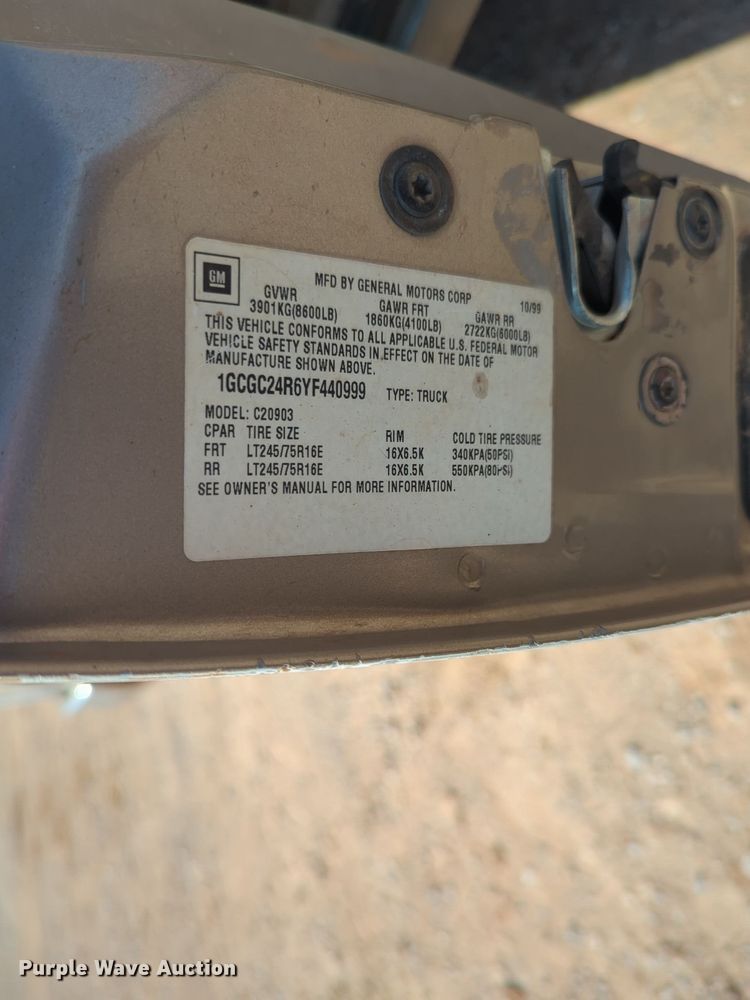 GM
MFD BY GENERAL MOTORS CORP 10/99
GVWR GAWR FRT GAWR RR
3901KG(8600LB) 1860KG(4100LB) 2722KG(6000LB)
THIS VEHICLE CONFORMS TO ALL APPLICABLE U.S. FEDERAL MOTOR
VEHICLE SAFETY STANDARDS IN EFFECT ON THE DATE OF
MANUFACTURE SHOWN ABOVE.
1GCGC24R6YF440999 TYPE: TRUCK
MODEL: C20903
CPAR TIRE SIZE RIM COLD TIRE PRESSURE
FRT LT245/75R16E 16X6.5K 340KPA(50PSI)
RR LT245/75R16E 16X6.5K 550KPA(80PSI)
SEE OWNER'S MANUAL FOR MORE INFORMATION.
Purple Wave Auction